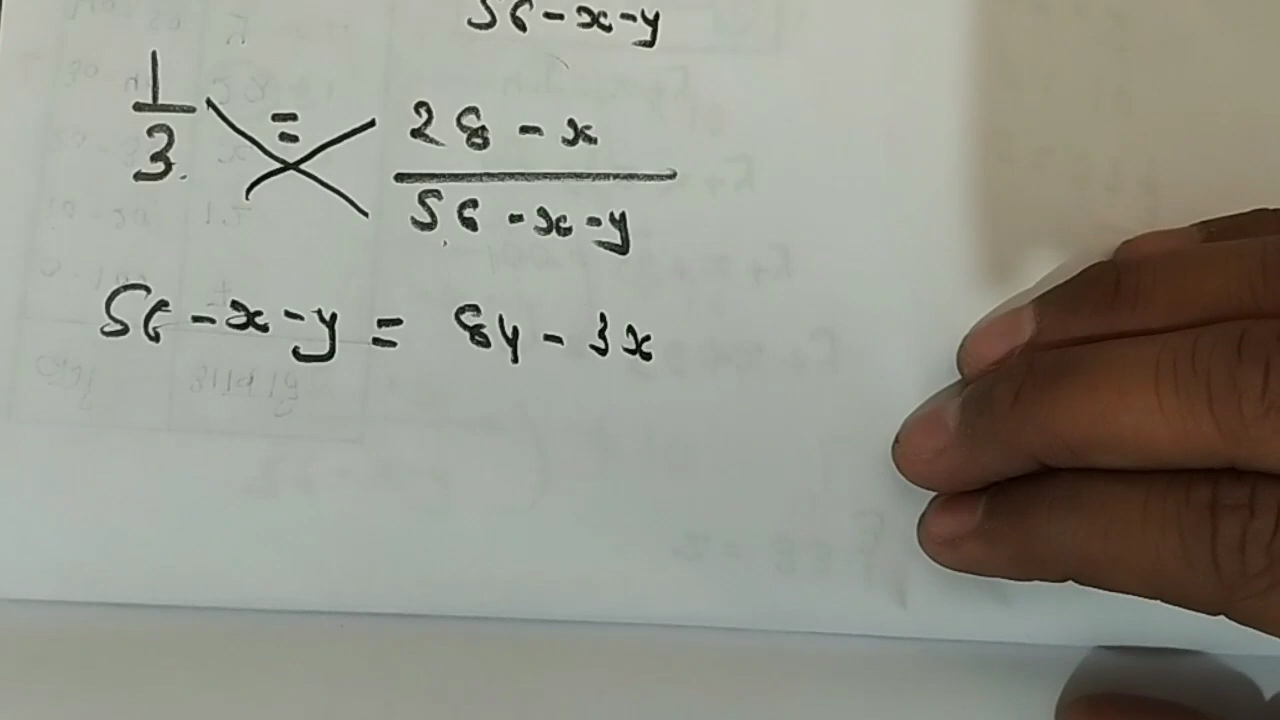 56-x-y
1/3 = 28-x/56-x-y
56-x-y = 84-3x